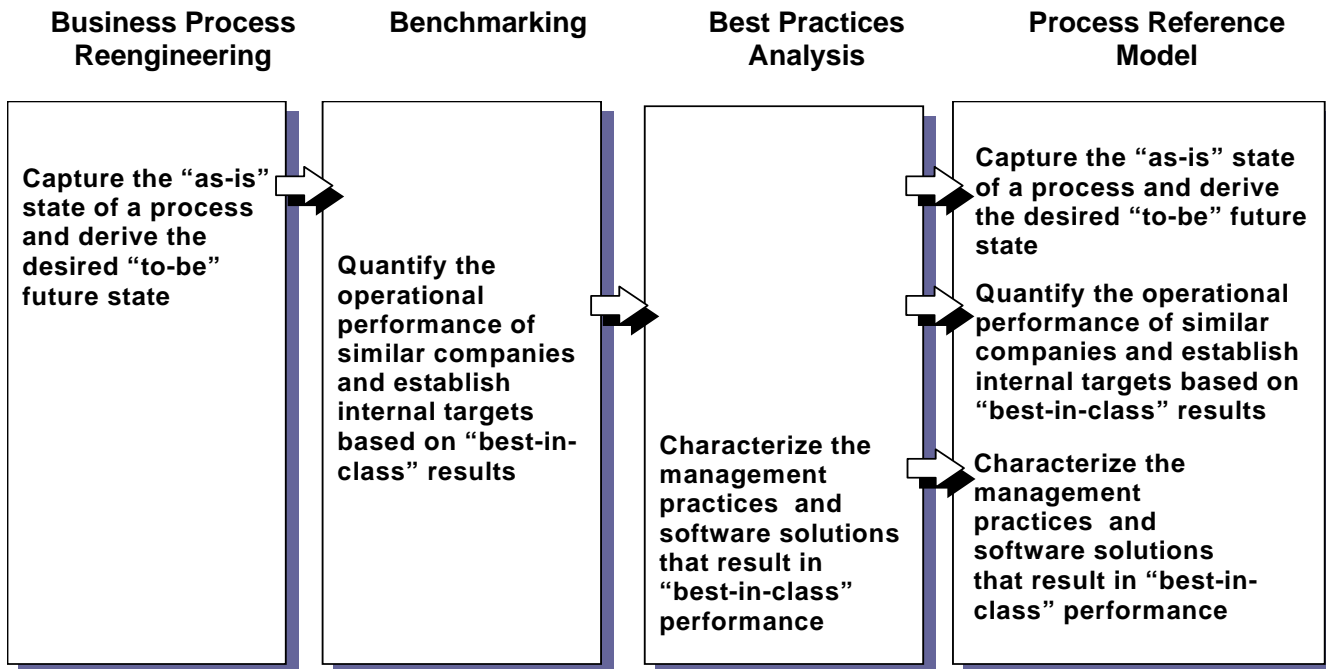 Business Process
Reengineering
Benchmarking
Best Practices
Analysis
Process Reference
Model
Capture the “as-is”
state of a process
and derive the
desired “to-be”
future state
Quantify the
operational
performance of
similar companies
and establish
internal targets
based on “best-in-
class” results
Characterize the
management
practices  and
software solutions
that result in
“best-in-class”
performance
Capture the “as-is” state
of a process and derive
the desired “to-be” future
state
Quantify the operational
performance of similar
companies and establish
internal targets based on
“best-in-class” results
Characterize the
management
practices  and
software solutions
that result in “best-in-
class” performance